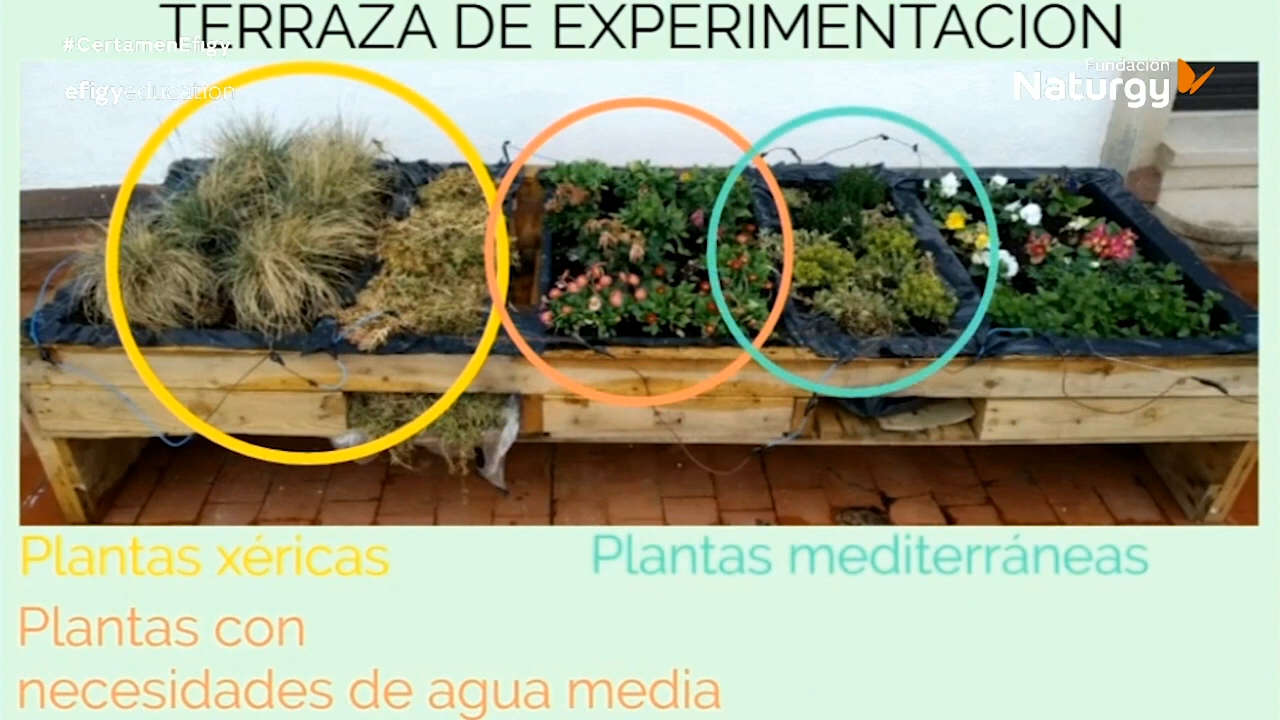 TERRAZA DE EXPERIMENTACION
#CertamenEfigy
efigyeducation
Fundación
Naturgy
Plantas xéricas
Plantas mediterráneas
Plantas con
necesidades de agua media